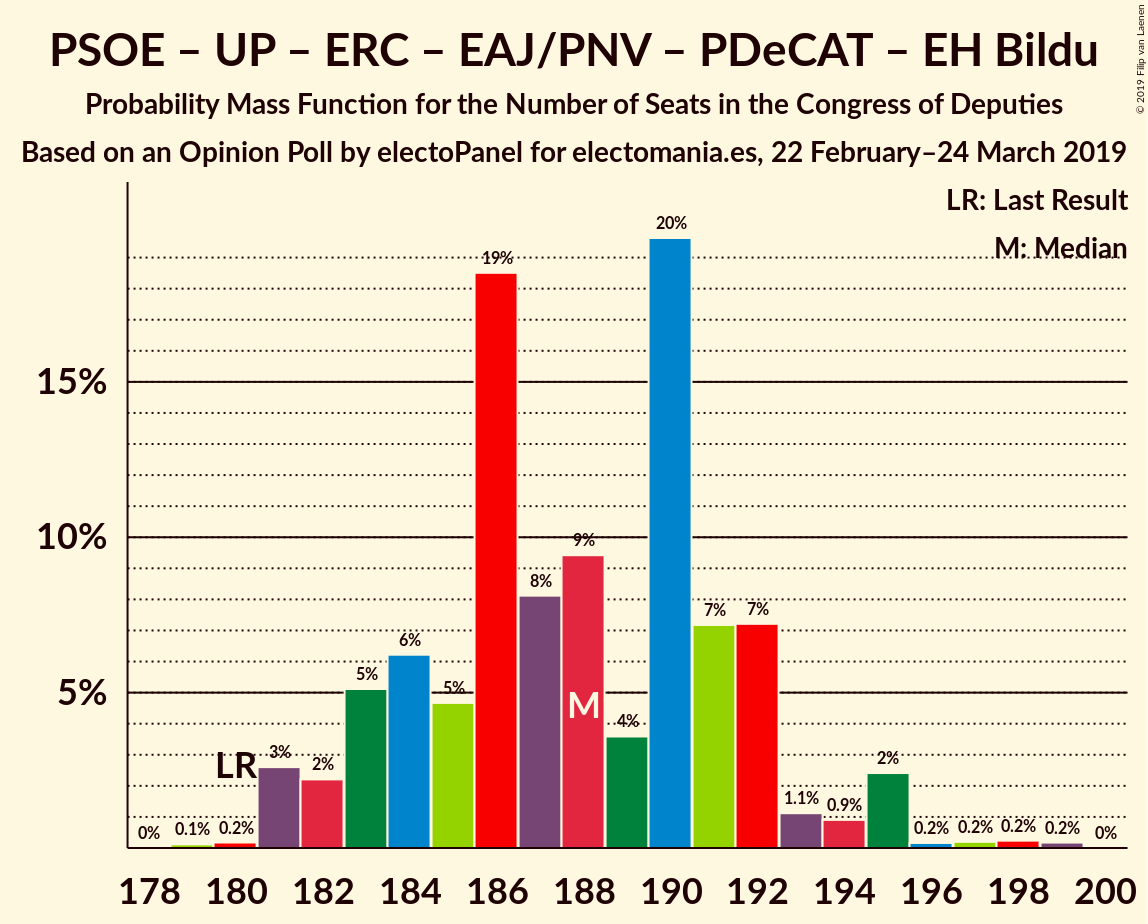 PSOE – UP – ERC – EAJ/PNV – PDeCAT – EH Bildu
Probability Mass Function for the Number of Seats in the Congress of Deputies
Based on an Opinion Poll by electoPanel for electomania.es, 22 February–24 March 2019
© 2019 Filip van Laenen
LR: Last Result
M: Median
20%
19%
15%
10%
9%
8%
7% 7%
6%
5%
5%
5%
M
4%
LR
3%
2%
2%
1.1%
0.9%
0% 0.1% 0.2%
0.2% 0.2% 0.2% 0.2% 0%
178 180 182 184 186 188 190 192 194 196 198 200